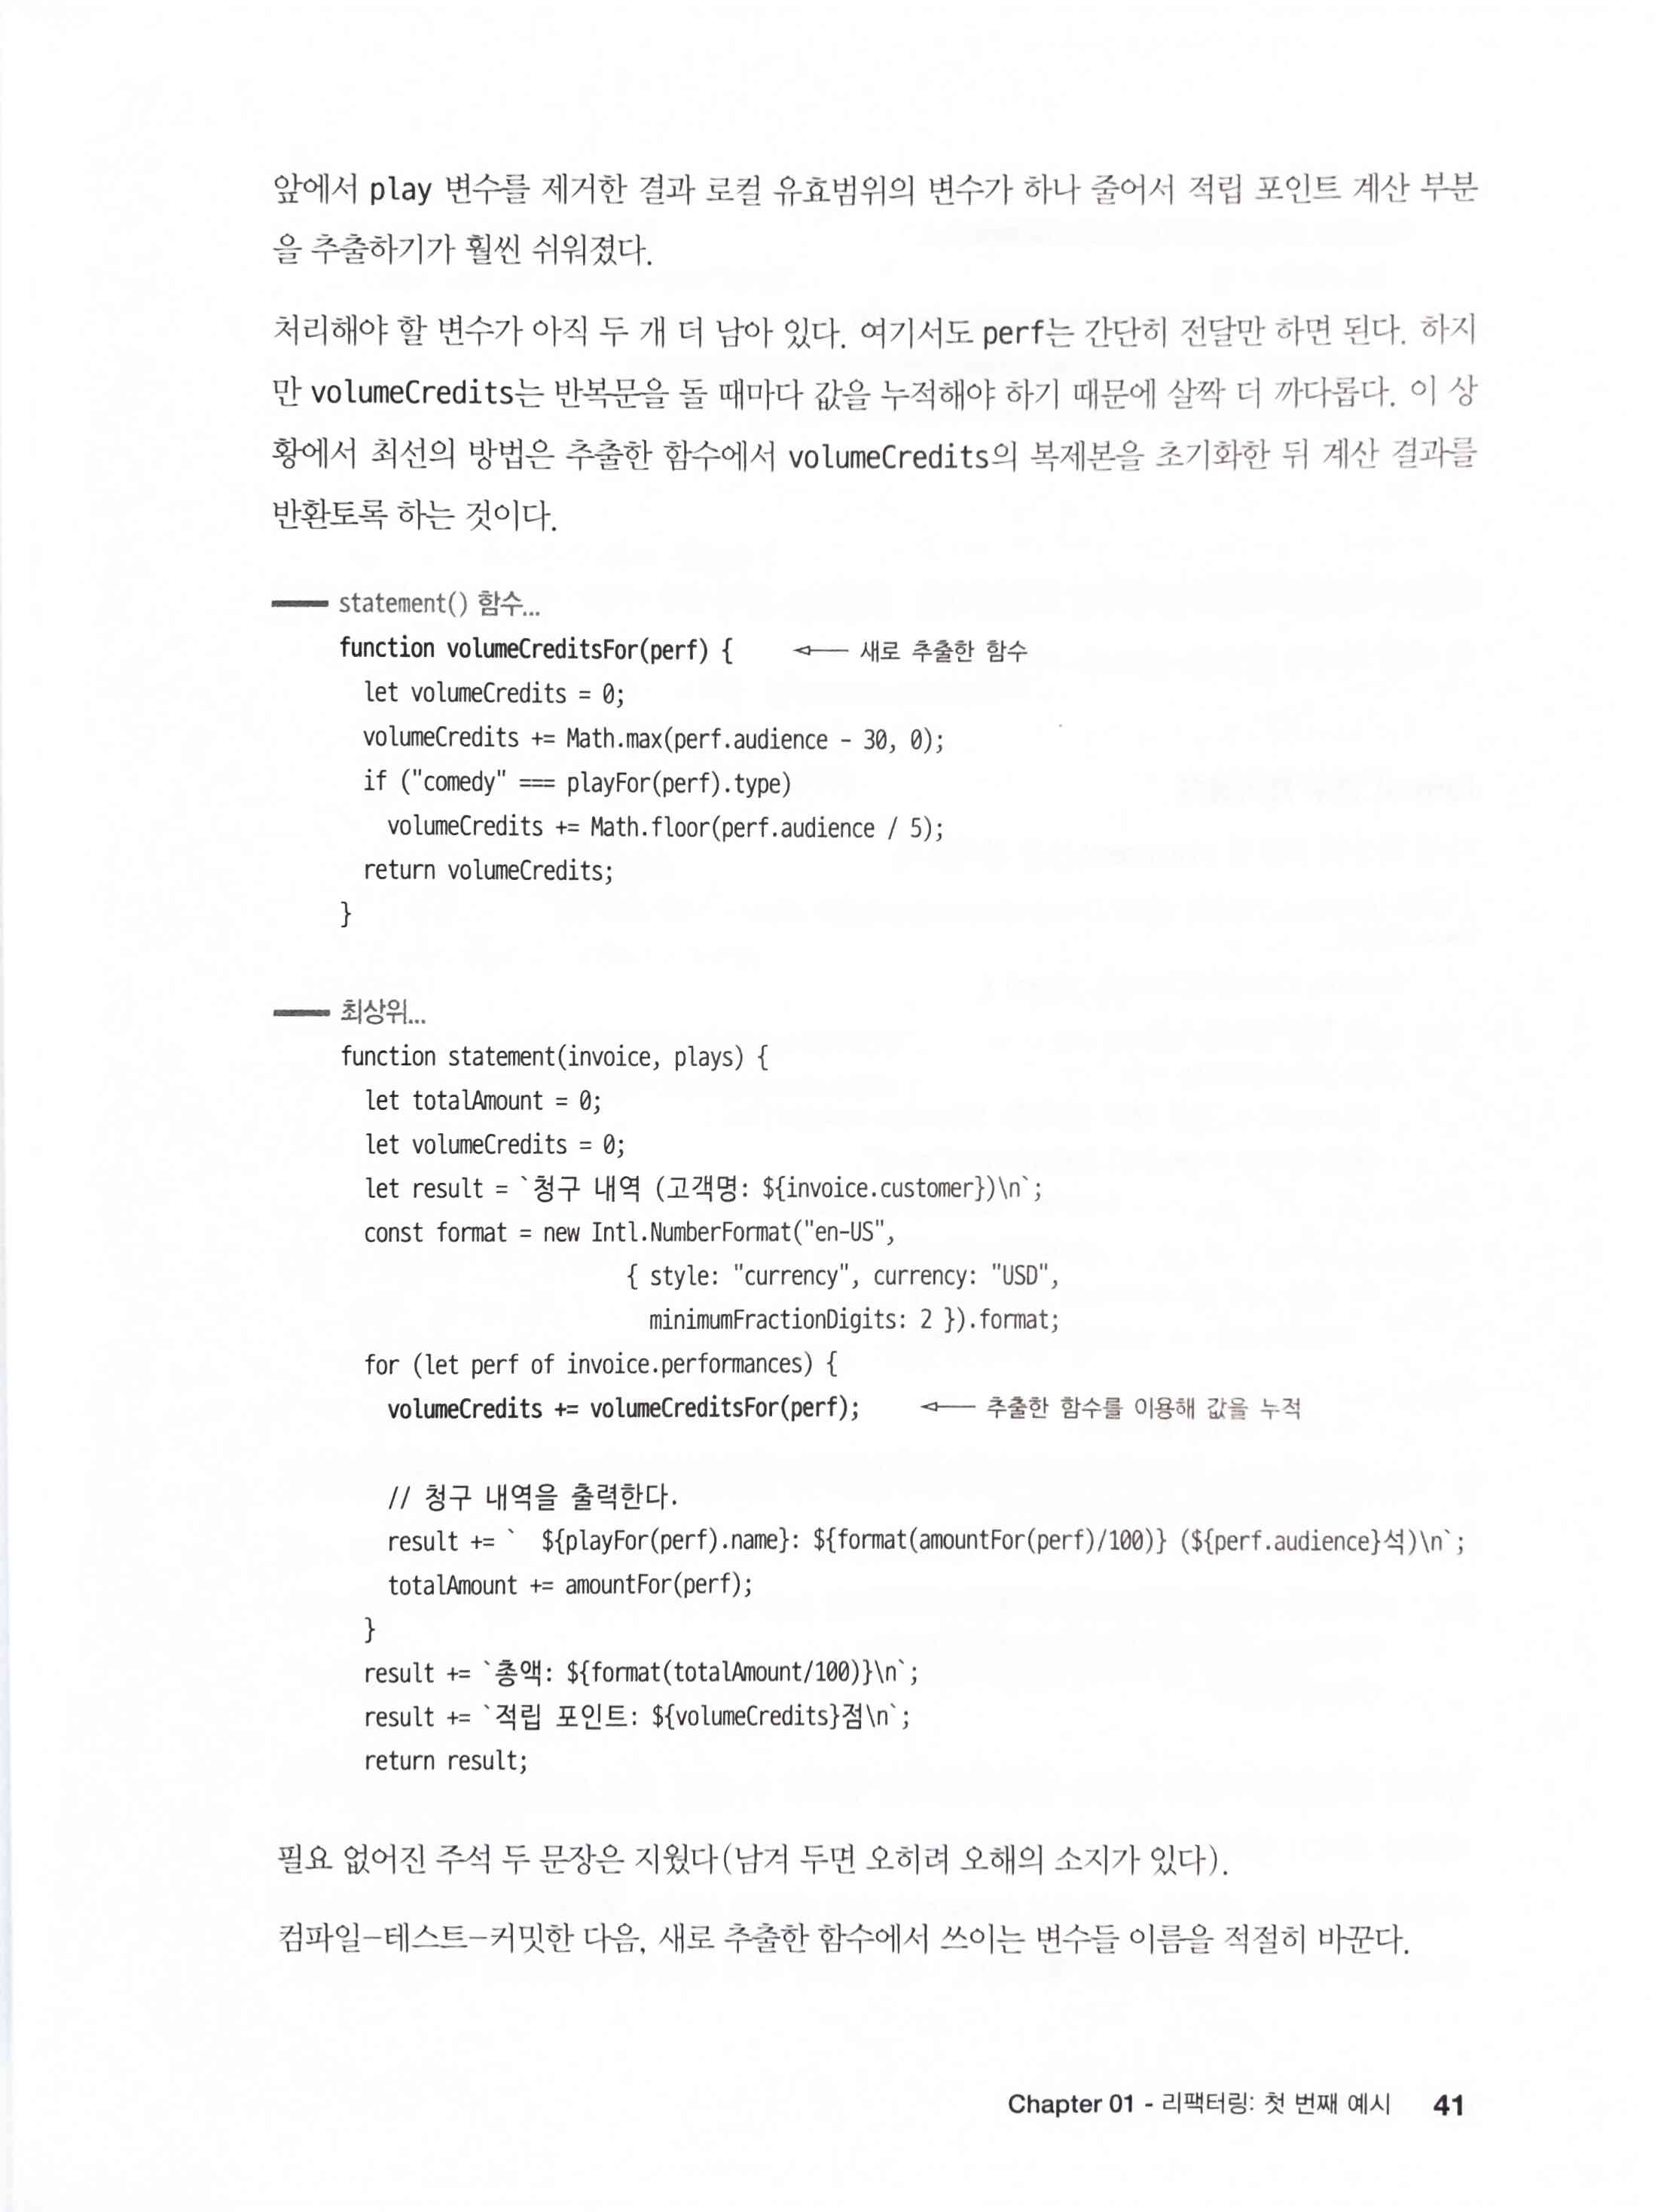 앞에서 play 변수를 제거한 결과 로컬 유효범위의 변수가 하나 줄어서 적립 포인트 계산 부분
을 추출하기가 훨씬 쉬워졌다.
처리해야 할 변수가 아직 두 개 더 남아 있다. 여기서도 perf는 간단히 전달만 하면 된다. 하지
만 volumeCredits는 반복문을 돌 때마다 값을 누적해야 하기 때문에 살짝 더 까다롭다. 이 상
황에서 최선의 방법은 추출한 함수에서 volumeCredits의 복제본을 초기화한 뒤 계산 결과를
반환토록 하는 것이다.
statement() 함수...
function volumeCreditsFor(perf) { ← 새로 추출한 함수
  let volumeCredits = 0;
  volumeCredits += Math.max(perf.audience - 30, 0);
  if ("comedy" === playFor(perf).type)
    volumeCredits += Math.floor(perf.audience / 5);
  return volumeCredits;
}
최상위...
function statement(invoice, plays) {
  let totalAmount = 0;
  let volumeCredits = 0;
  let result = `청구 내역 (고객명: ${invoice.customer})\n`;
  const format = new Intl.NumberFormat("en-US",
                        { style: "currency", currency: "USD",
                          minimumFractionDigits: 2 }).format;
  for (let perf of invoice.performances) {
    volumeCredits += volumeCreditsFor(perf); ← 추출한 함수를 이용해 값을 누적
    // 청구 내역을 출력한다.
    result += `  ${playFor(perf).name}: ${format(amountFor(perf)/100)} (${perf.audience}석)\n`;
    totalAmount += amountFor(perf);
  }
  result += `총액: ${format(totalAmount/100)}\n`;
  result += `적립 포인트: ${volumeCredits}점\n`;
  return result;
필요 없어진 주석 두 문장은 지웠다(남겨 두면 오히려 오해의 소지가 있다).
컴파일-테스트-커밋한 다음, 새로 추출한 함수에서 쓰이는 변수들 이름을 적절히 바꾼다.
Chapter 01 - 리팩터링: 첫 번째 예시 41